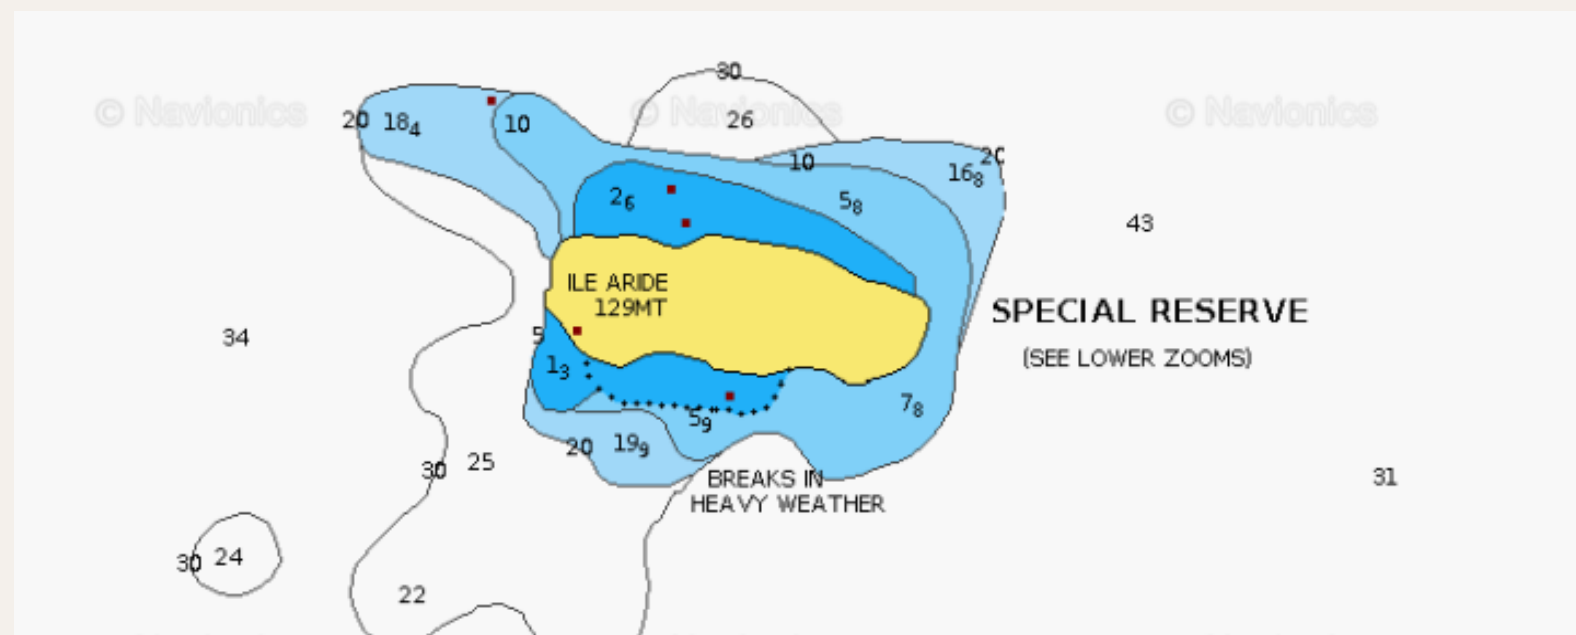 30
© Navionics © Navionics © Navionics
20 18₄ 10 26
10 20
16₈
2₆ 5₈
43
ILE ARIDE
129MT
SPECIAL RESERVE
34 5
(SEE LOWER ZOOMS)
1₃
7₈
5₉
20 19₉
30 25
BREAKS IN
31
HEAVY WEATHER
30 24
22